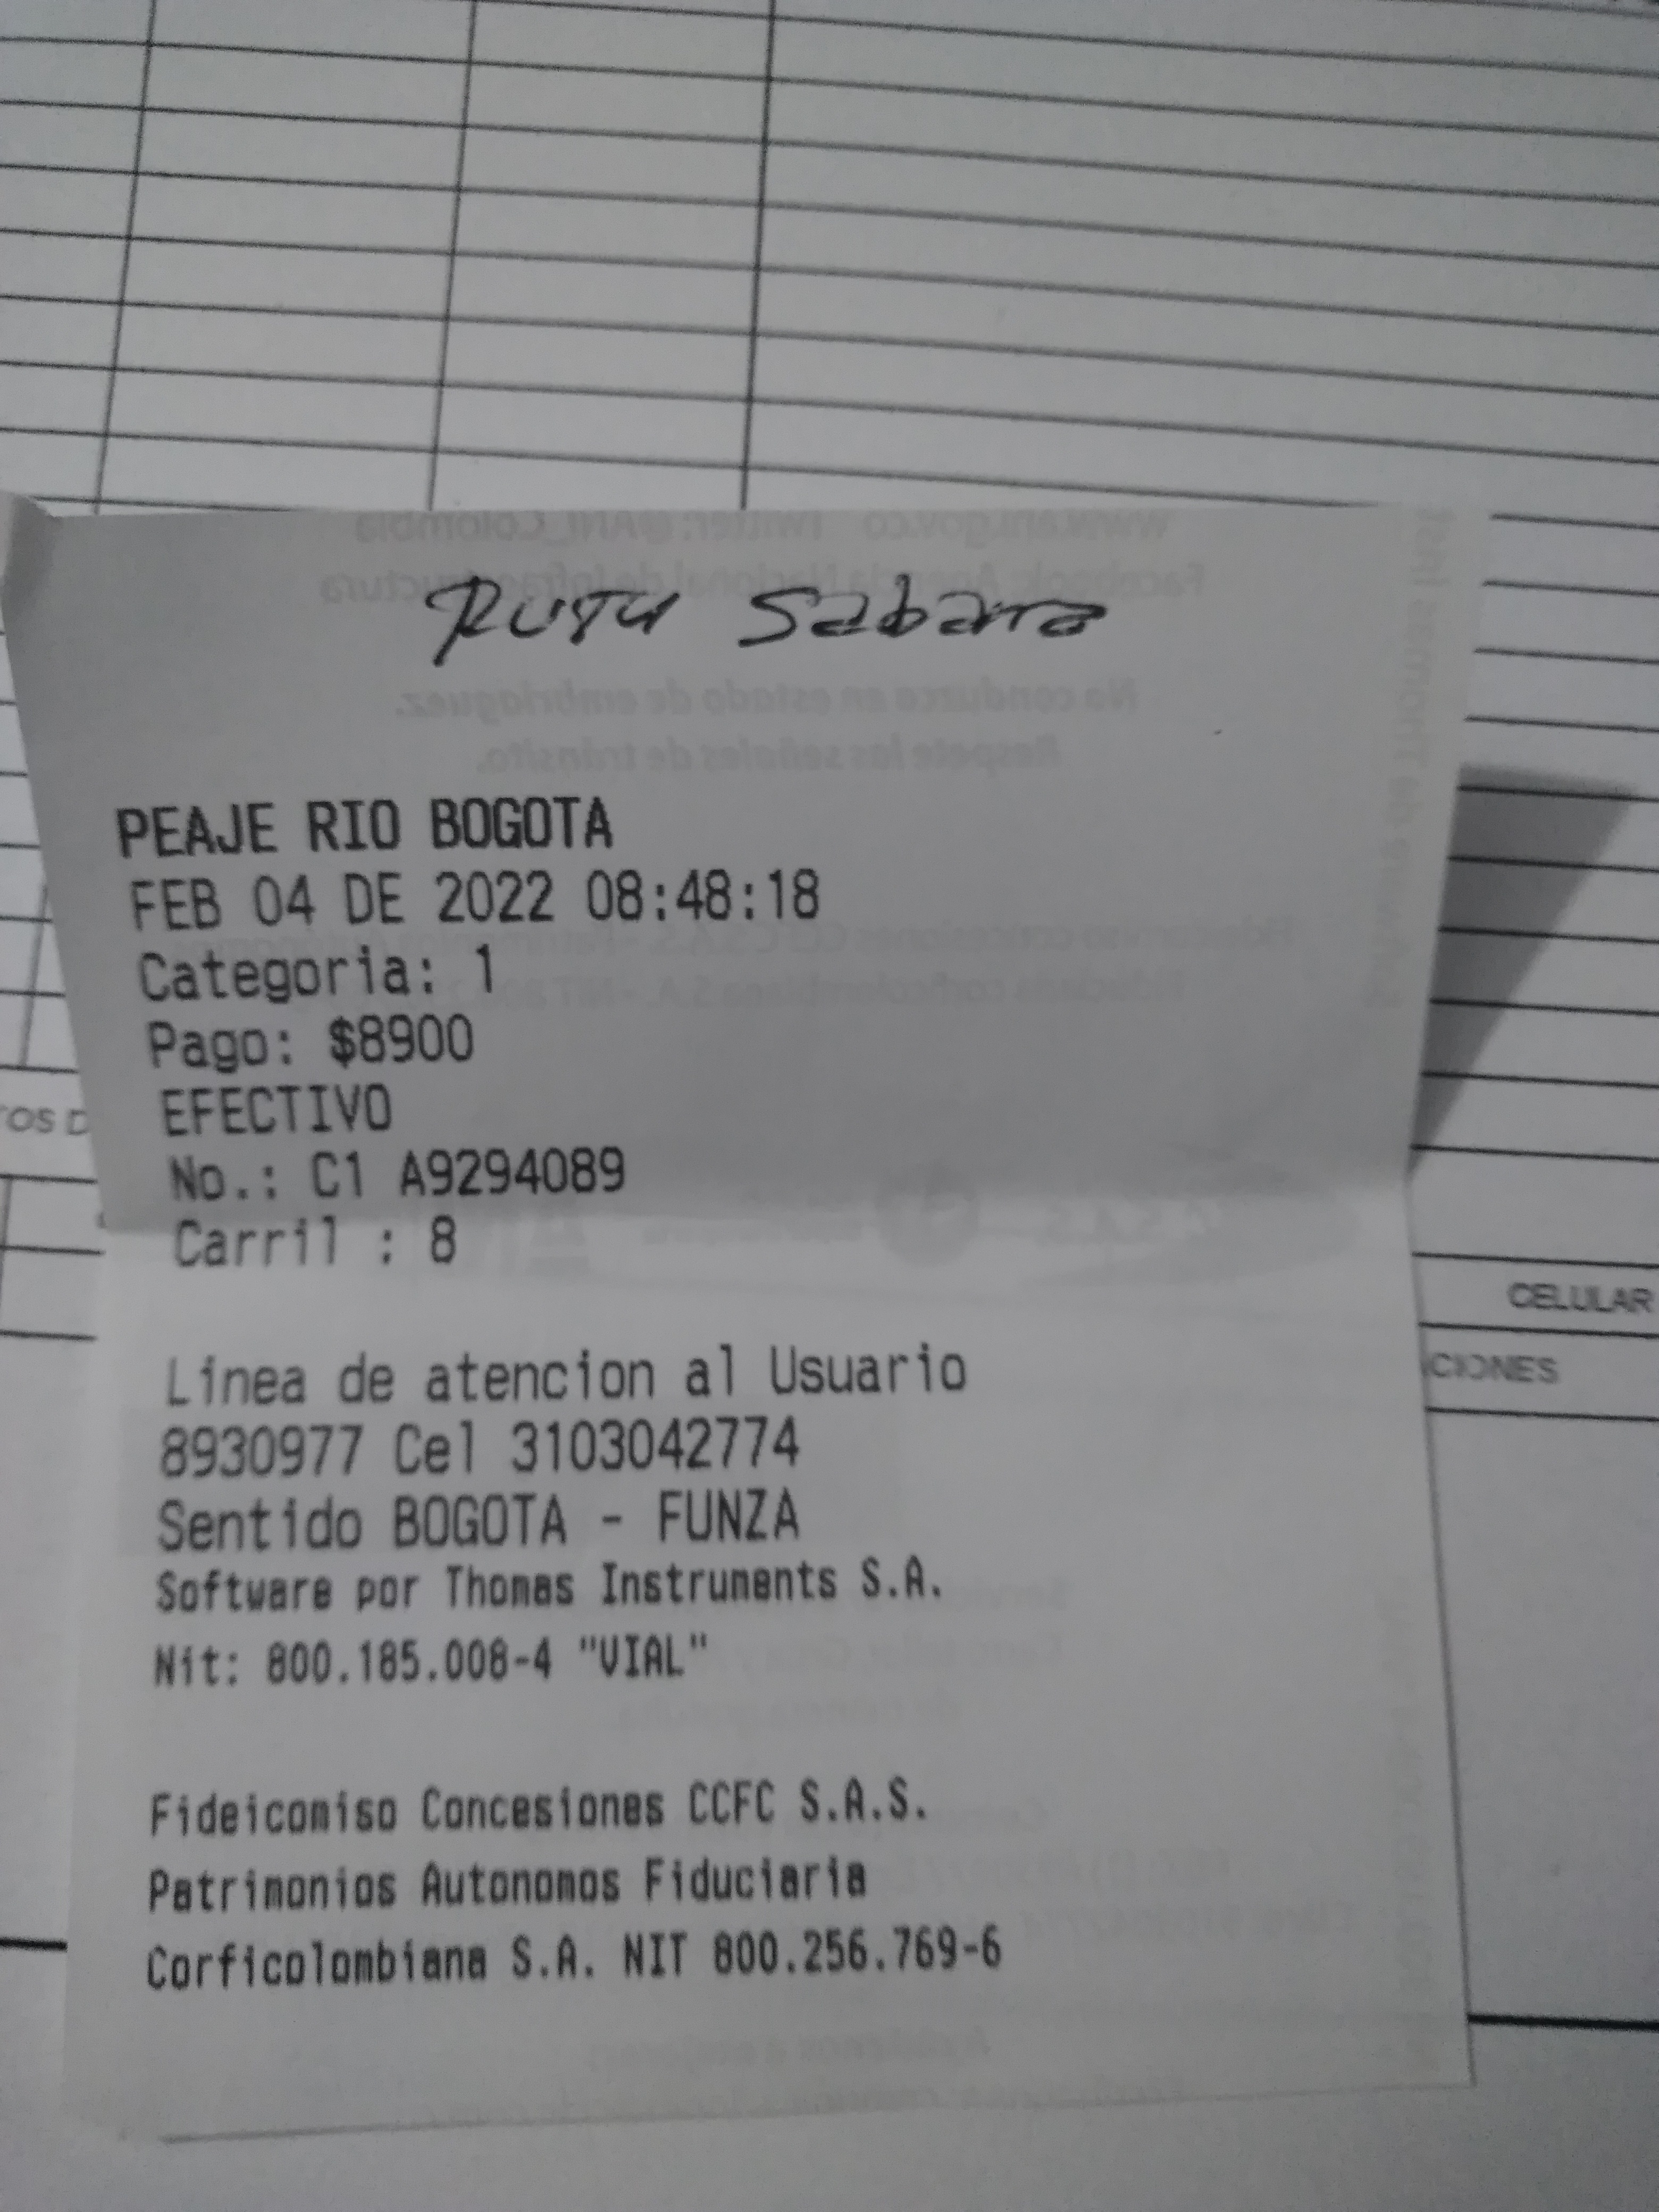 RUTA Sabana
PEAJE RIO BOGOTA
FEB 04 DE 2022 08:48:18
Categoria: 1
Pago: $8900
EFECTIVO
No.: C1 A9294089
Carril : 8
Linea de atencion al Usuario
8930977 Cel 3103042774
Sentido BOGOTA - FUNZA
Software por Thomas Instruments S.A.
Nit: 800.185.008-4 "VIAL"
Fideicomiso Concesiones CCFC S.A.S.
Patrimonios Autonomos Fiduciaria
Corficolombiana S.A. NIT 800.256.769-6
CELULAR